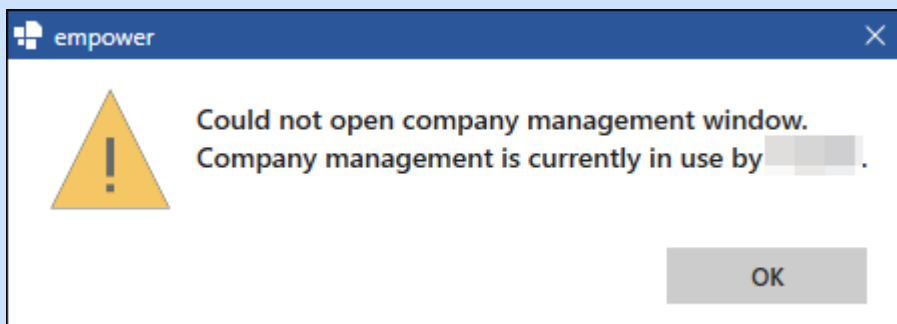 empower
Could not open company management window.
Company management is currently in use by .
OK